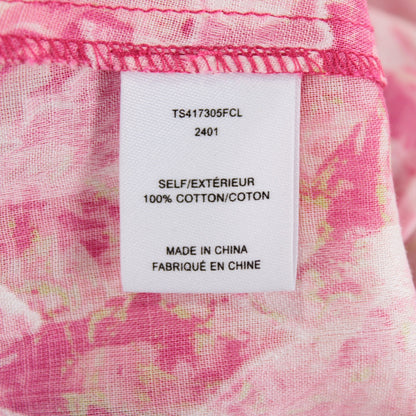 TS417305FCL
2401
SELF/EXTÉRIEUR
100% COTTON/COTON
MADE IN CHINA
FABRIQUÉ EN CHINE